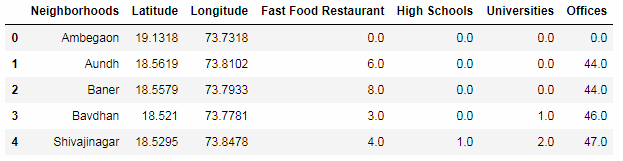 Neighborhoods Latitude Longitude Fast Food Restaurant High Schools Universities Offices
0 Ambegaon 19.1318 73.7318 0.0 0.0 0.0 0.0
1 Aundh 18.5619 73.8102 6.0 0.0 0.0 44.0
2 Baner 18.5579 73.7933 8.0 0.0 0.0 44.0
3 Bavdhan 18.521 73.7781 3.0 0.0 1.0 46.0
4 Shivajinagar 18.5295 73.8478 4.0 1.0 2.0 47.0